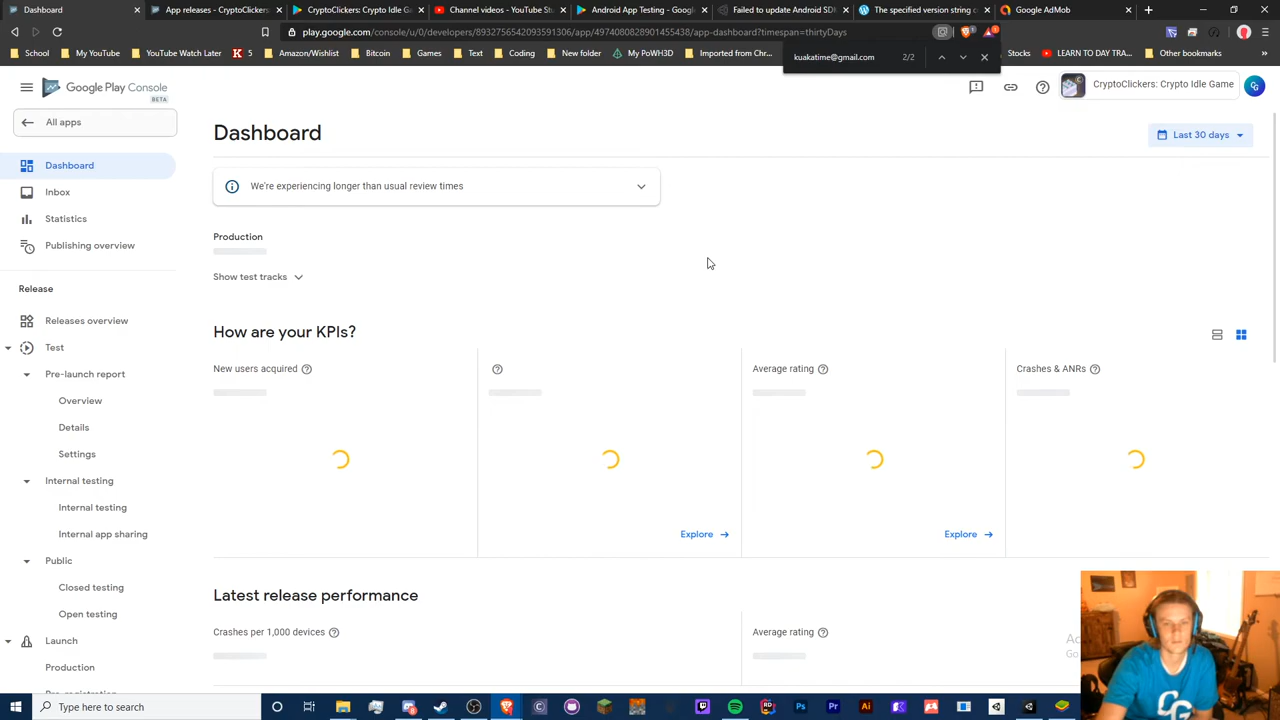 Dashboard
App releases - CryptoClickers
CryptoClickers: Crypto Idle Ga
Channel videos - YouTube Stu
Android App Testing - Google
Failed to update Android SD
The specified version string c
Google AdMob
play.google.com/console/u/0/developers/8932756542093591306/app/4974080828901455438/app-dashboard?timespan=thirtyDays
School
My YouTube
YouTube Watch Later
5
Amazon/Wishlist
Bitcoin
Games
Text
Coding
New folder
My PoWH3D
Imported from Cr...
Stocks
LEARN TO DAY TRA...
Other bookmarks
kuakatime@gmail.com
2/2
Google Play Console
BETA
CryptoClickers: Crypto Idle Game
All apps
Dashboard
Inbox
Statistics
Publishing overview
Release
Releases overview
Test
Pre-launch report
Overview
Details
Settings
Internal testing
Internal testing
Internal app sharing
Public
Closed testing
Open testing
Launch
Production
Pre-registration
Dashboard
Last 30 days
We're experiencing longer than usual review times
Production
Show test tracks
How are your KPIs?
New users acquired
Average rating
Crashes & ANRs
Explore
Explore
Latest release performance
Crashes per 1,000 devices
Average rating
Type here to search